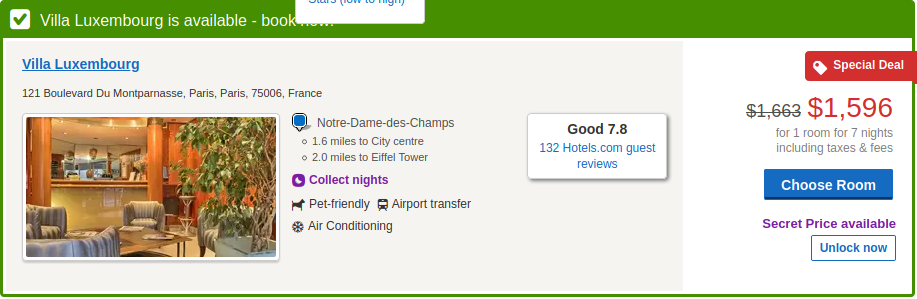 Stars (low to high)
Villa Luxembourg is available - book now!
Villa Luxembourg
121 Boulevard Du Montparnasse, Paris, Paris, 75006, France
Notre-Dame-des-Champs
1.6 miles to City centre
2.0 miles to Eiffel Tower
Collect nights
Pet-friendly Airport transfer
Air Conditioning
Good 7.8
132 Hotels.com guest
reviews
Special Deal
$1,663 $1,596
for 1 room for 7 nights
including taxes & fees
Choose Room
Secret Price available
Unlock now